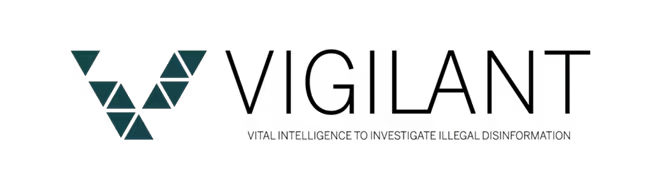 VIGILANT
VITAL INTELLIGENCE TO INVESTIGATE ILLEGAL DISINFORMATION